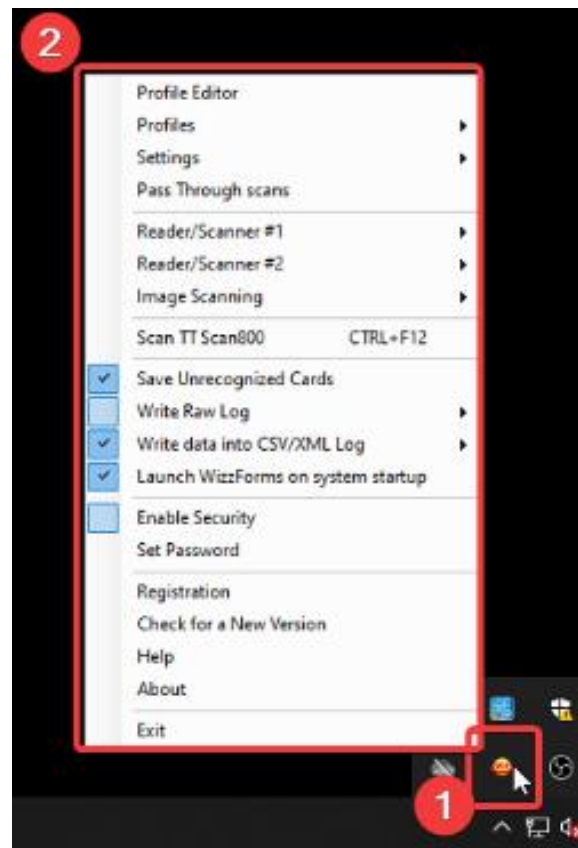 2
Profile Editor
Profiles
Settings
Pass Through scans
Reader/Scanner #1
Reader/Scanner #2
Image Scanning
Scan TT Scan800 CTRL+F12
Save Unrecognized Cards
Write Raw Log
Write data into CSV/XML Log
Launch WizzForms on system startup
Enable Security
Set Password
Registration
Check for a New Version
Help
About
Exit
1